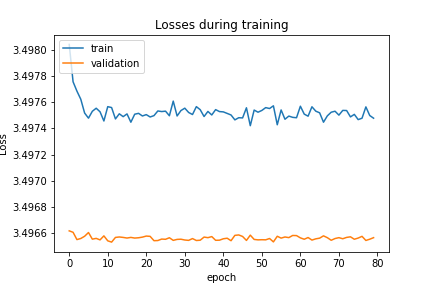 Losses during training
train
validation
3.4980
3.4978
3.4976
3.4974
3.4972
3.4970
3.4968
3.4966
Loss
0 10 20 30 40 50 60 70 80
epoch